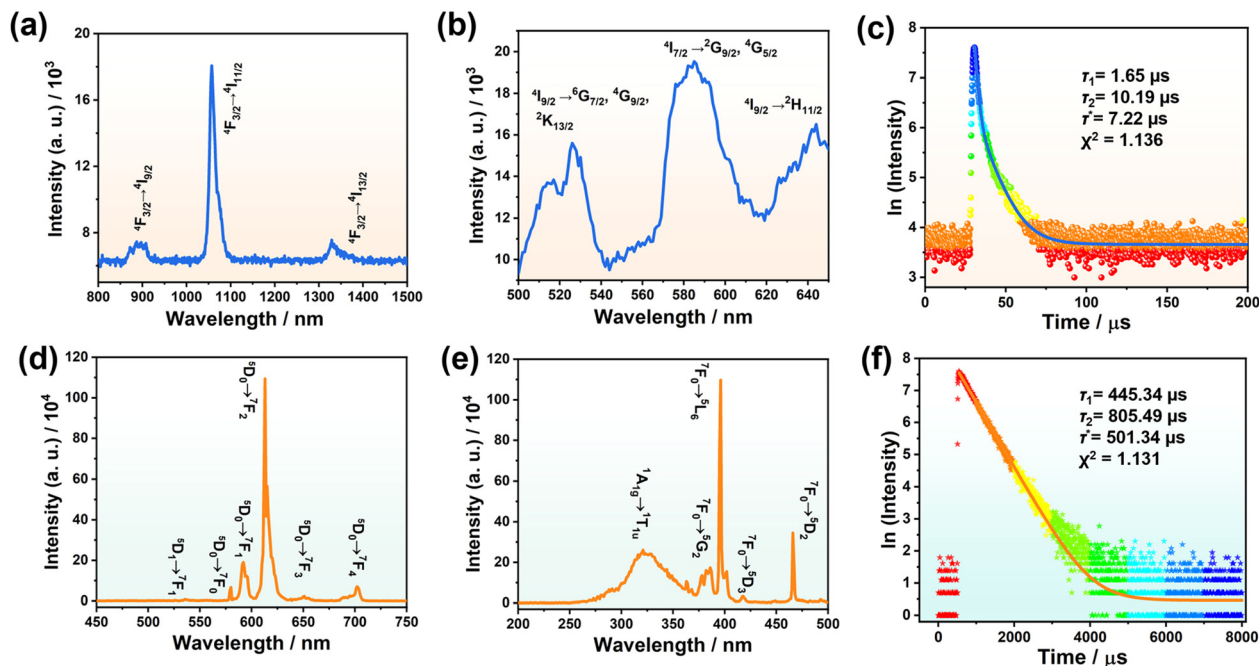 (a)
Intensity (a. u.) / 10³
20
16
12
8
⁴F₃/₂→⁴I₉/₂
⁴F₃/₂→⁴I₁₁/₂
⁴F₃/₂→⁴I₁₃/₂
800 900 1000 1100 1200 1300 1400 1500
Wavelength / nm
(b)
Intensity (a. u.) / 10³
20
18
16
14
12
10
⁴I₉/₂→⁶G₇/₂, ⁴G₉/₂,
²K₁₃/₂
⁴I₇/₂→²G₉/₂, ⁴G₅/₂
⁴I₉/₂→²H₁₁/₂
500 520 540 560 580 600 620 640
Wavelength / nm
(c)
ln (Intensity)
8
7
6
5
4
3
τ₁= 1.65 μs
τ₂= 10.19 μs
τ*= 7.22 μs
χ² = 1.136
0 50 100 150 200
Time / μs
(d)
Intensity (a. u.) / 10⁴
120
100
80
60
40
20
0
⁵D₁→⁷F₁
⁵D₀→⁷F₀
⁵D₀→⁷F₁
⁵D₀→⁷F₂
⁵D₀→⁷F₃
⁵D₀→⁷F₄
450 500 550 600 650 700 750
Wavelength / nm
(e)
Intensity (a. u.) / 10⁴
120
100
80
60
40
20
0
¹A₁g→¹T₁u
⁷F₀→⁵G₂
⁷F₀→⁵L₆
⁷F₀→⁵D₃
⁷F₀→⁵D₂
200 250 300 350 400 450 500
Wavelength / nm
(f)
ln (Intensity)
8
7
6
5
4
3
2
1
0
τ₁= 445.34 μs
τ₂= 805.49 μs
τ*= 501.34 μs
χ² = 1.131
0 2000 4000 6000 8000
Time / μs